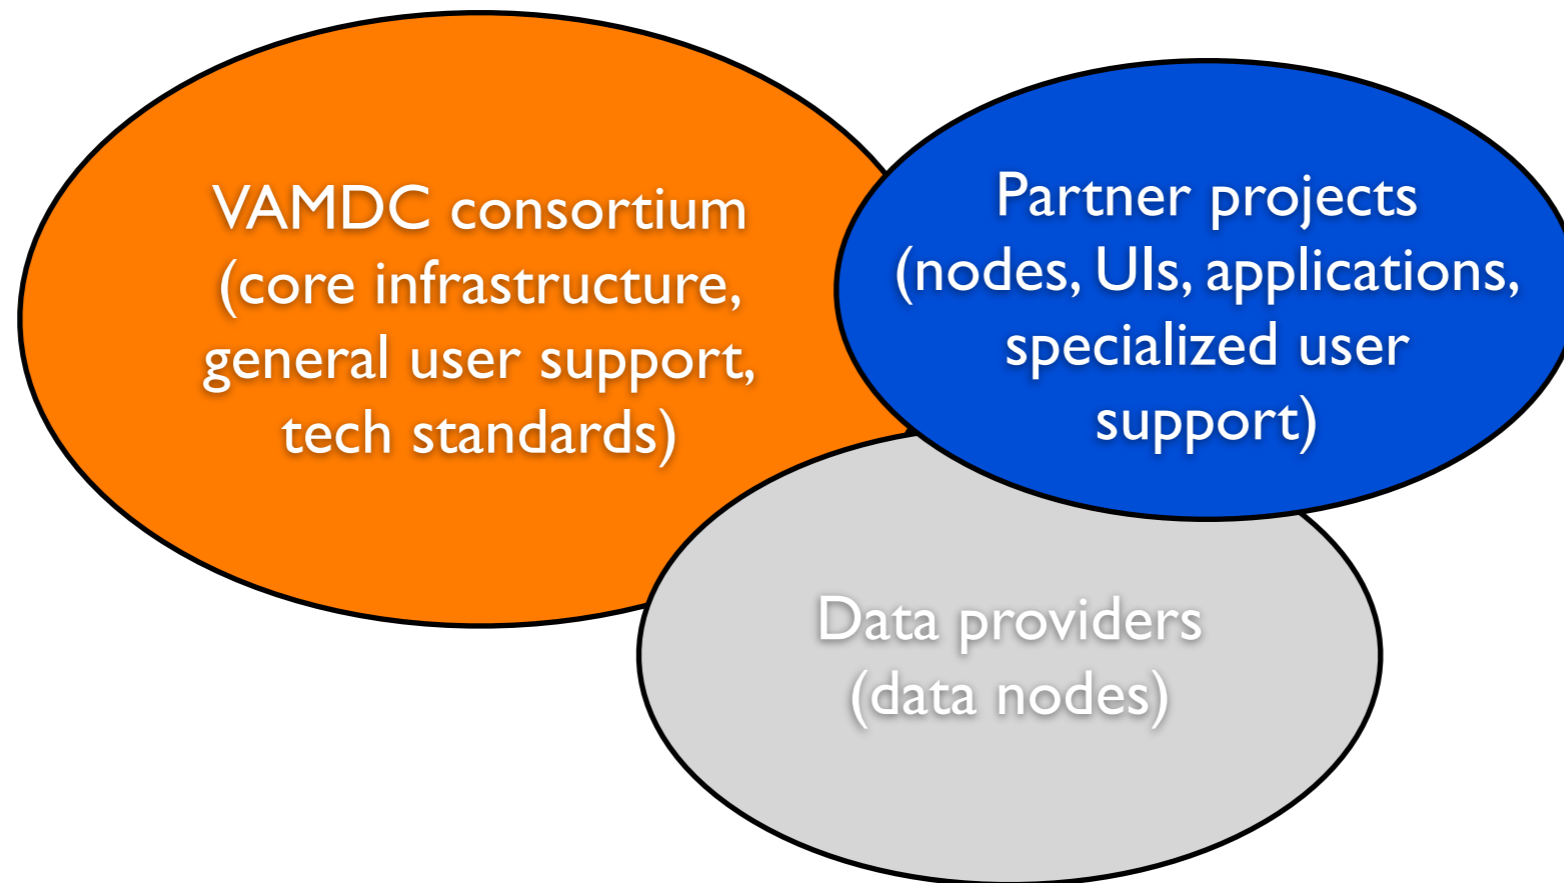 VAMDC consortium
(core infrastructure,
general user support,
tech standards)
Partner projects
(nodes, UIs, applications,
specialized user
support)
Data providers
(data nodes)